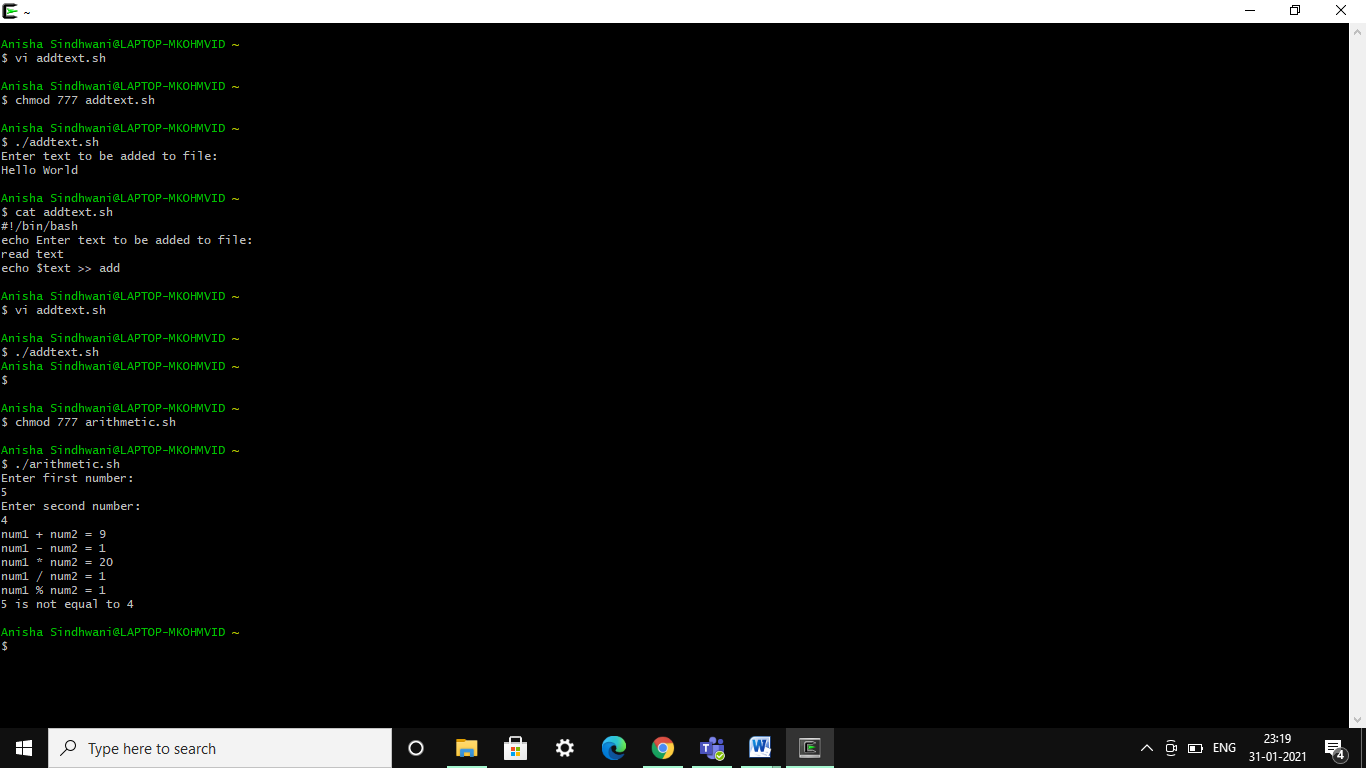 ~
Anisha Sindhwani@LAPTOP-MKOHMVID ~
$ vi addtext.sh
Anisha Sindhwani@LAPTOP-MKOHMVID ~
$ chmod 777 addtext.sh
Anisha Sindhwani@LAPTOP-MKOHMVID ~
$ ./addtext.sh
Enter text to be added to file:
Hello World
Anisha Sindhwani@LAPTOP-MKOHMVID ~
$ cat addtext.sh
#!/bin/bash
echo Enter text to be added to file:
read text
echo $text >> add
Anisha Sindhwani@LAPTOP-MKOHMVID ~
$ vi addtext.sh
Anisha Sindhwani@LAPTOP-MKOHMVID ~
$ ./addtext.sh
Anisha Sindhwani@LAPTOP-MKOHMVID ~
$
Anisha Sindhwani@LAPTOP-MKOHMVID ~
$ chmod 777 arithmetic.sh
Anisha Sindhwani@LAPTOP-MKOHMVID ~
$ ./arithmetic.sh
Enter first number:
5
Enter second number:
4
num1 + num2 = 9
num1 - num2 = 1
num1 * num2 = 20
num1 / num2 = 1
num1 % num2 = 1
5 is not equal to 4
Anisha Sindhwani@LAPTOP-MKOHMVID ~
$
Type here to search
ENG
23:19
31-01-2021
4